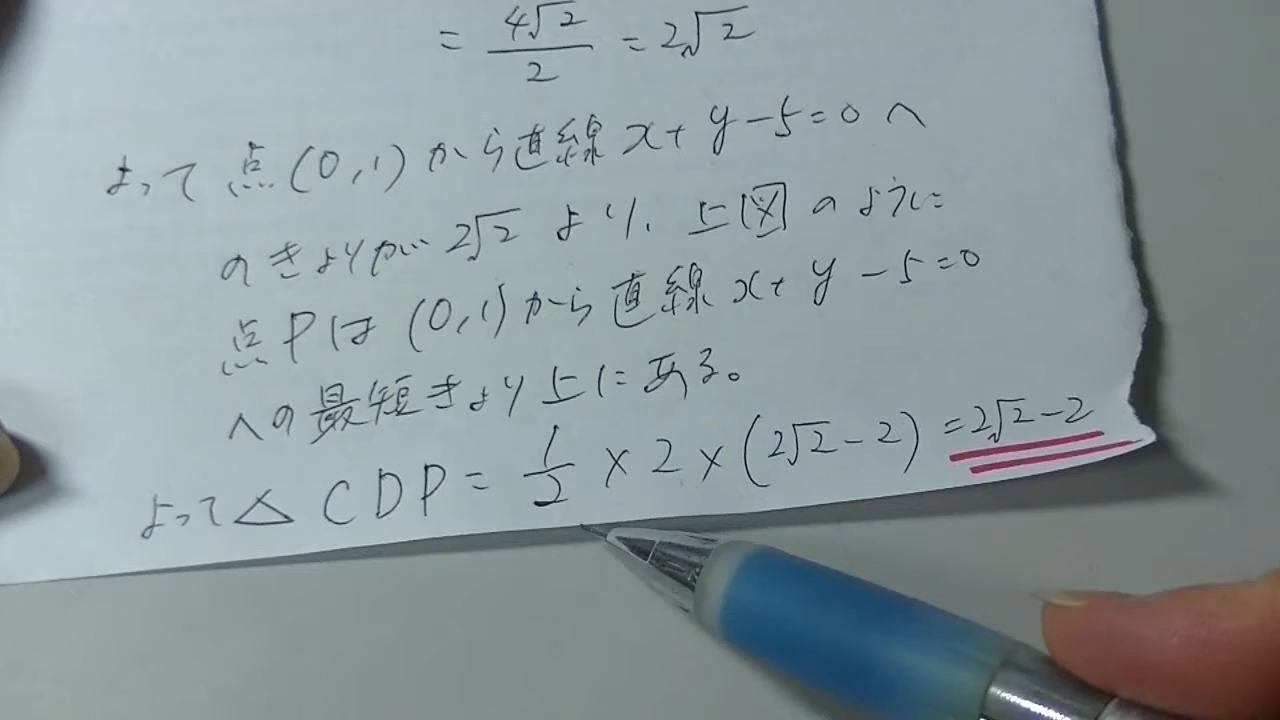 = 4√2/2 = 2√2
よって点(0,1)から直線x+y-5=0へ
のきょりが2√2より、上図のように
点Pは(0,1)から直線x+y-5=0
への最短きょり上にある。
よって△CDP=1/2×2×(2√2-2)=2√2-2